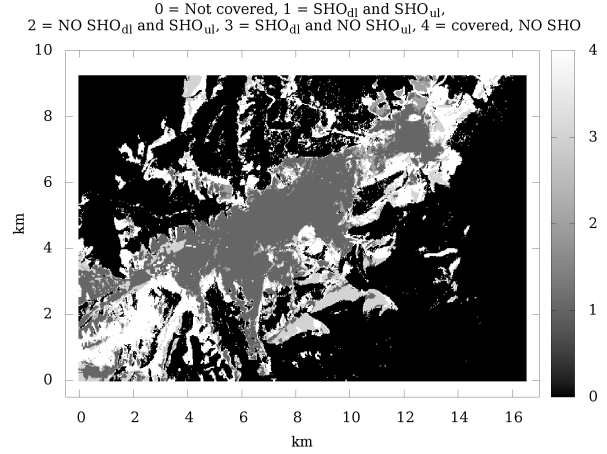 0 = Not covered, 1 = SHOdl and SHOul,
2 = NO SHOdl and SHOul, 3 = SHOdl and NO SHOul, 4 = covered, NO SHO
10
8
6
4
2
0
km
0 2 4 6 8 10 12 14 16
km
4
3
2
1
0